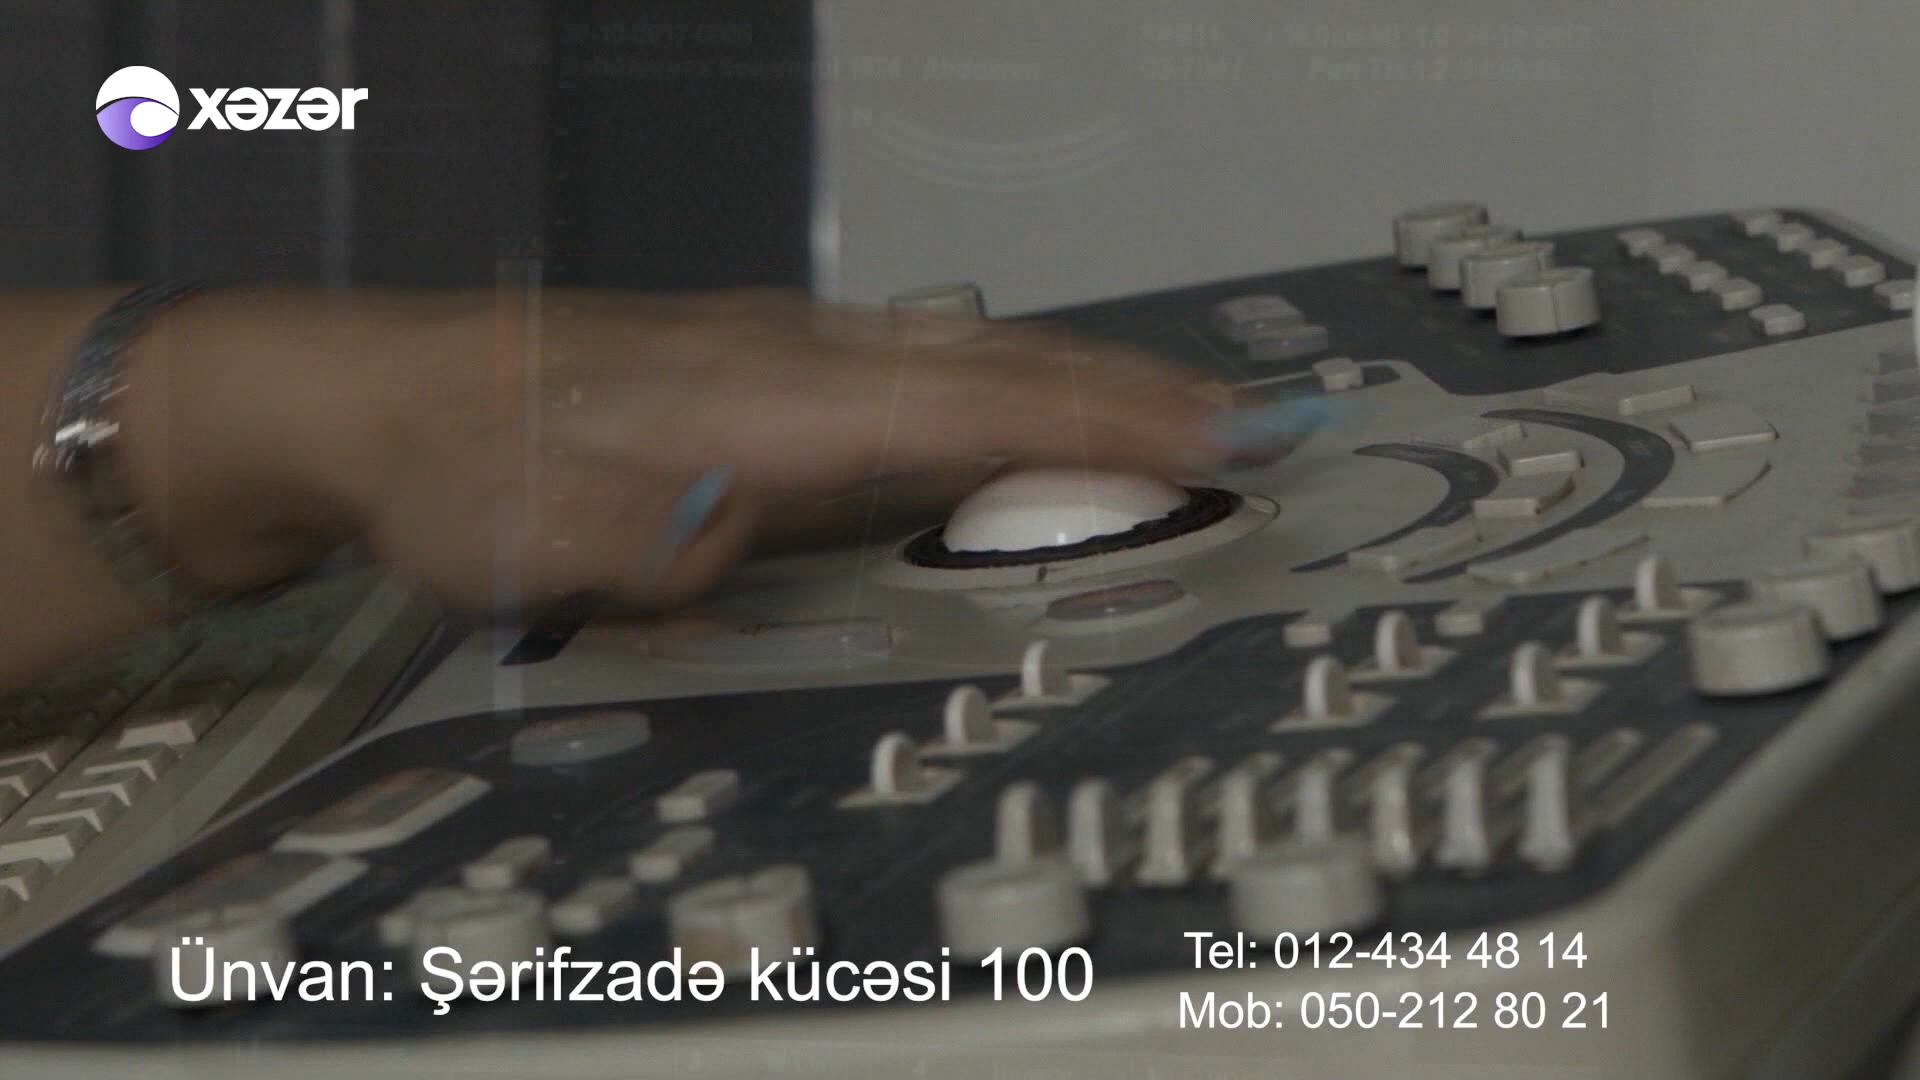 xəzər
Ünvan: Şərifzadə kücəsi 100
Tel: 012-434 48 14
Mob: 050-212 80 21